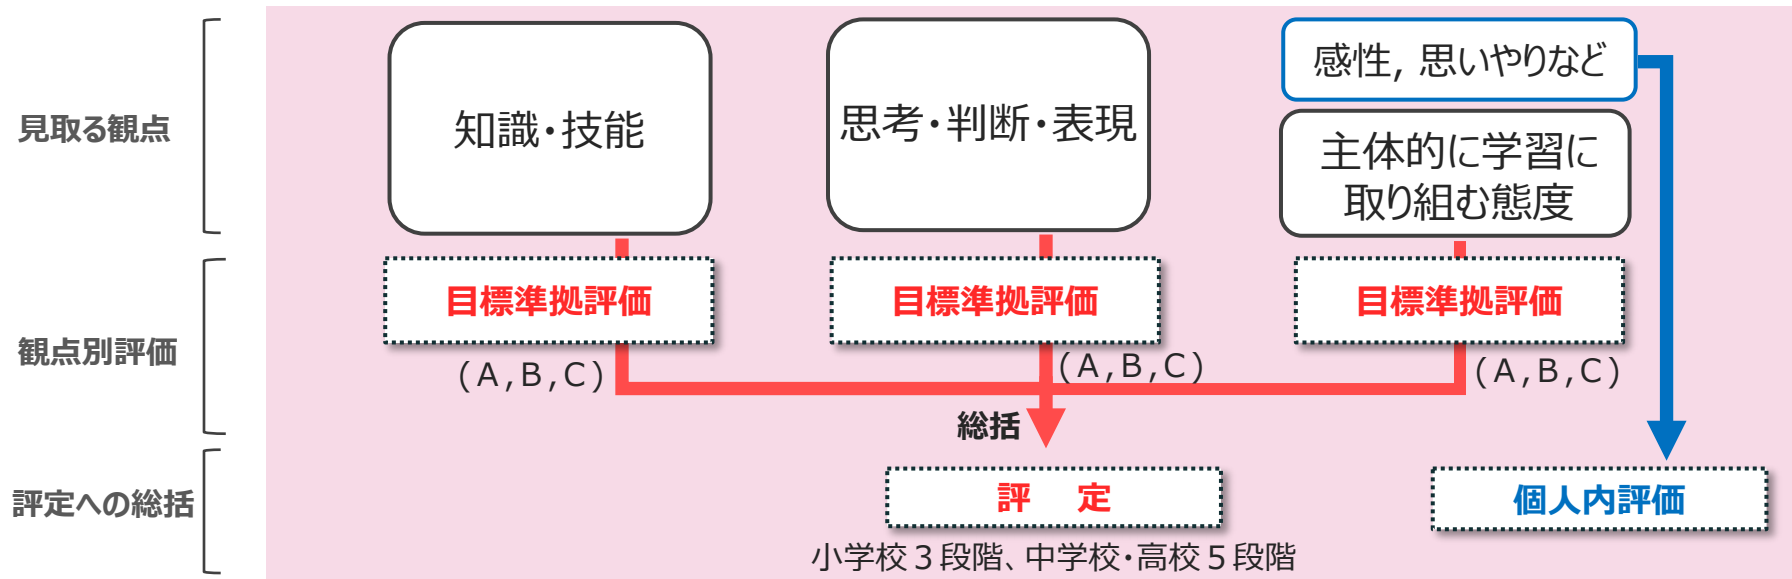 見取る観点
知識・技能
思考・判断・表現
感性，思いやりなど
主体的に学習に
取り組む態度
観点別評価
目標準拠評価
目標準拠評価
目標準拠評価
（Ａ，Ｂ，Ｃ）
（Ａ，Ｂ，Ｃ）
（Ａ，Ｂ，Ｃ）
総括
評定への総括
評　定
個人内評価
小学校３段階、中学校・高校５段階